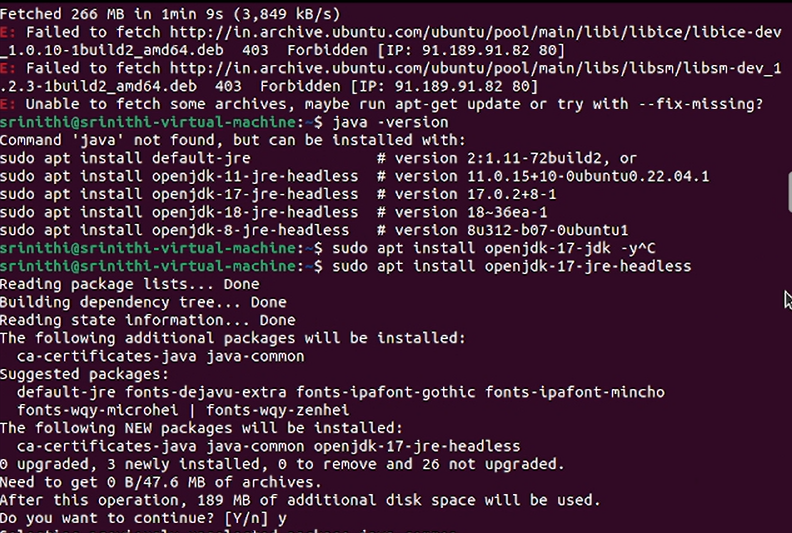 Fetched 266 MB in 1min 9s (3,849 kB/s)
E: Failed to fetch http://in.archive.ubuntu.com/ubuntu/pool/main/libi/libice/libice-dev
_1.0.10-1build2_amd64.deb  403  Forbidden [IP: 91.189.91.82 80]
E: Failed to fetch http://in.archive.ubuntu.com/ubuntu/pool/main/libs/libsm/libsm-dev_1
.2.3-1build2_amd64.deb  403  Forbidden [IP: 91.189.91.82 80]
E: Unable to fetch some archives, maybe run apt-get update or try with --fix-missing?
srinithi@srinithi-virtual-machine:~$ java -version
Command 'java' not found, but can be installed with:
sudo apt install default-jre              # version 2:1.11-72build2, or
sudo apt install openjdk-11-jre-headless  # version 11.0.15+10-0ubuntu0.22.04.1
sudo apt install openjdk-17-jre-headless  # version 17.0.2+8-1
sudo apt install openjdk-18-jre-headless  # version 18~36ea-1
sudo apt install openjdk-8-jre-headless   # version 8u312-b07-0ubuntu1
srinithi@srinithi-virtual-machine:~$ sudo apt install openjdk-17-jdk -y^C
srinithi@srinithi-virtual-machine:~$ sudo apt install openjdk-17-jre-headless
Reading package lists... Done
Building dependency tree... Done
Reading state information... Done
The following additional packages will be installed:
  ca-certificates-java java-common
Suggested packages:
  default-jre fonts-dejavu-extra fonts-ipafont-gothic fonts-ipafont-mincho
  fonts-wqy-microhei | fonts-wqy-zenhei
The following NEW packages will be installed:
  ca-certificates-java java-common openjdk-17-jre-headless
0 upgraded, 3 newly installed, 0 to remove and 26 not upgraded.
Need to get 0 B/47.6 MB of archives.
After this operation, 189 MB of additional disk space will be used.
Do you want to continue? [Y/n] y